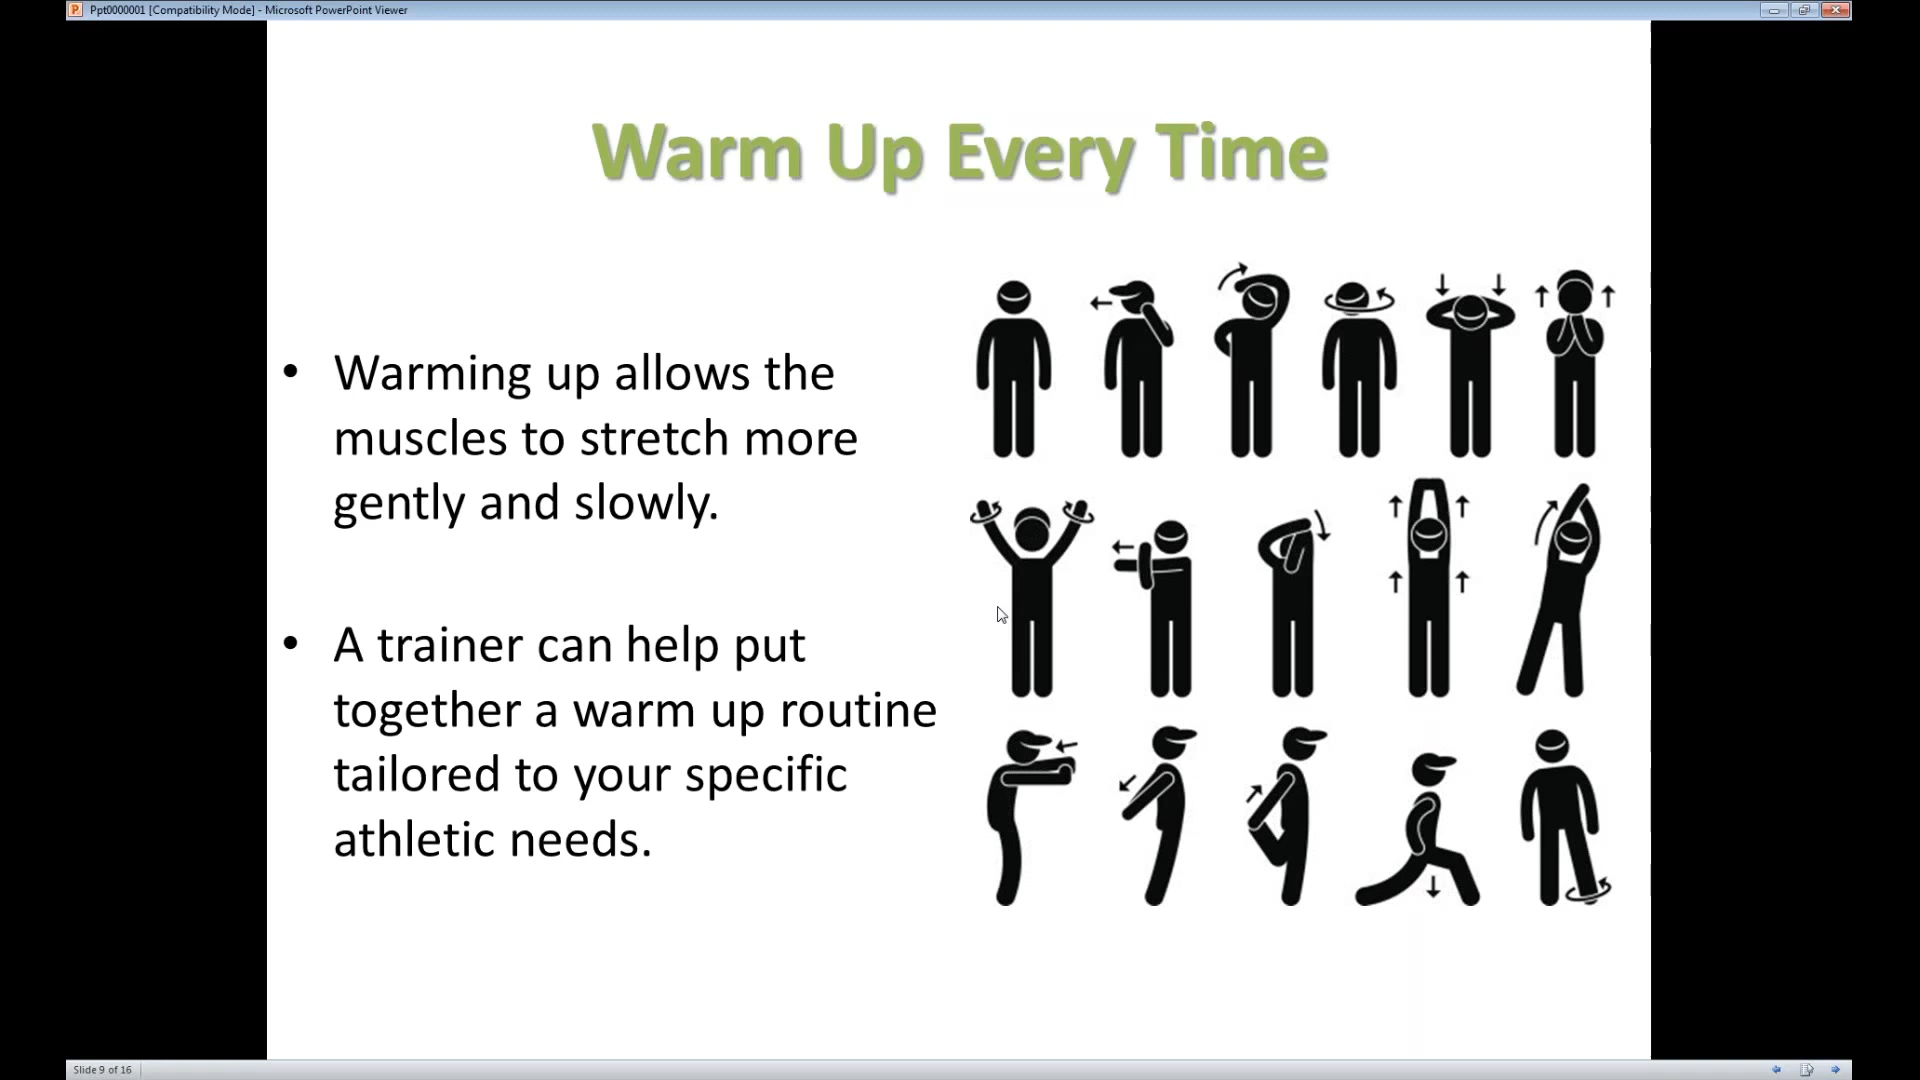 Ppt0000001 [Compatibility Mode] - Microsoft PowerPoint Viewer
Warm Up Every Time
• Warming up allows the
muscles to stretch more
gently and slowly.
• A trainer can help put
together a warm up routine
tailored to your specific
athletic needs.
Slide 9 of 16